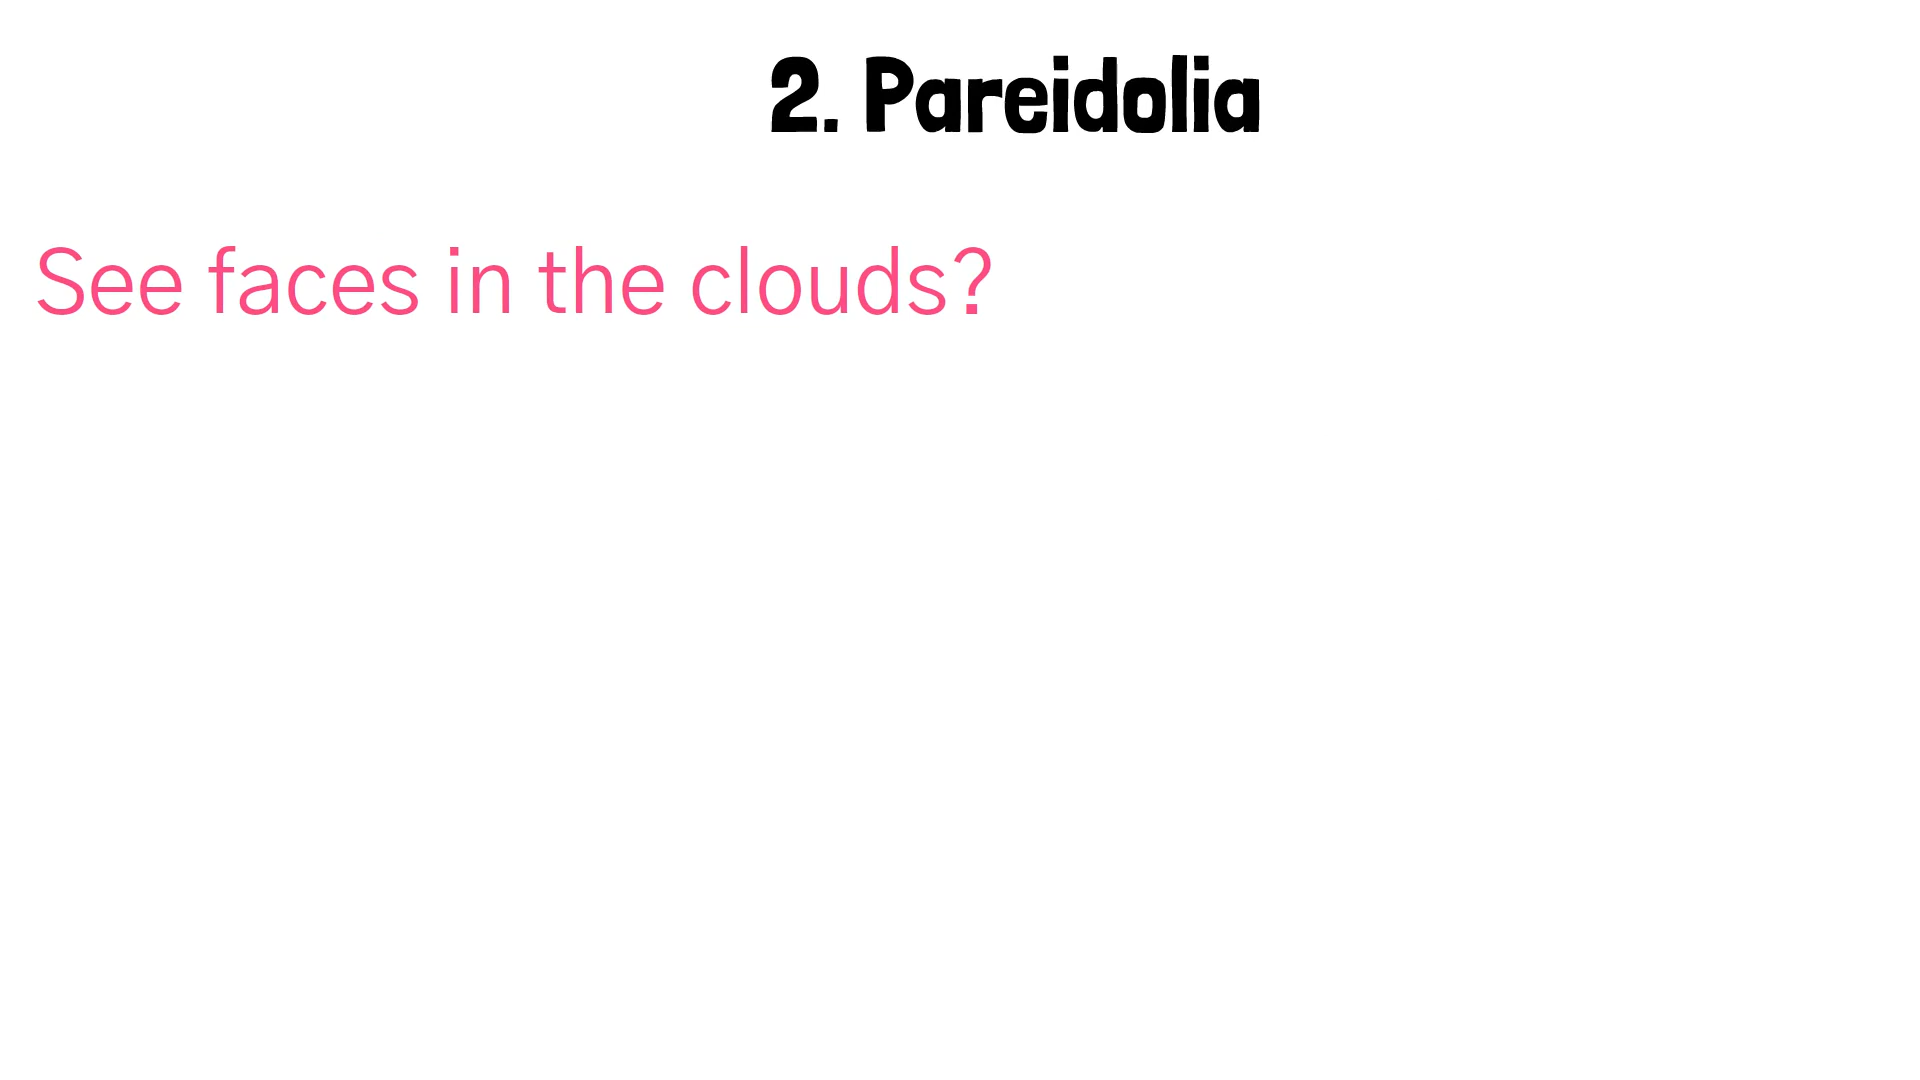 2. Pareidolia
See faces in the clouds?